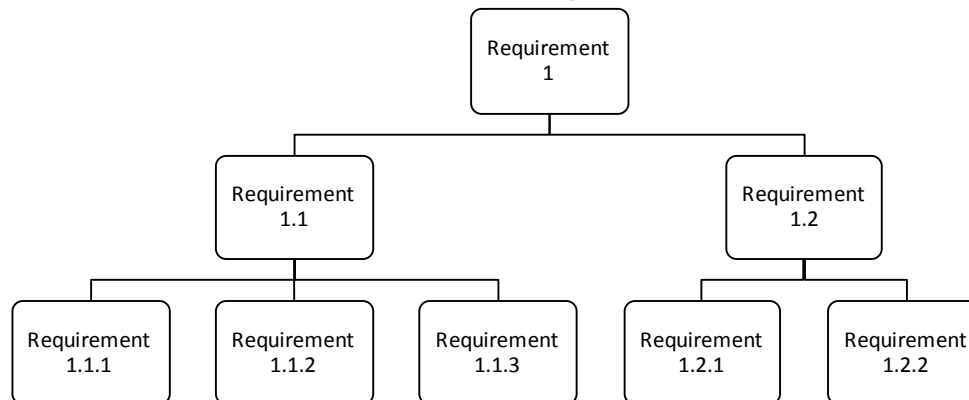 Requirement
1
Requirement
1.1
Requirement
1.2
Requirement
1.1.1
Requirement
1.1.2
Requirement
1.1.3
Requirement
1.2.1
Requirement
1.2.2